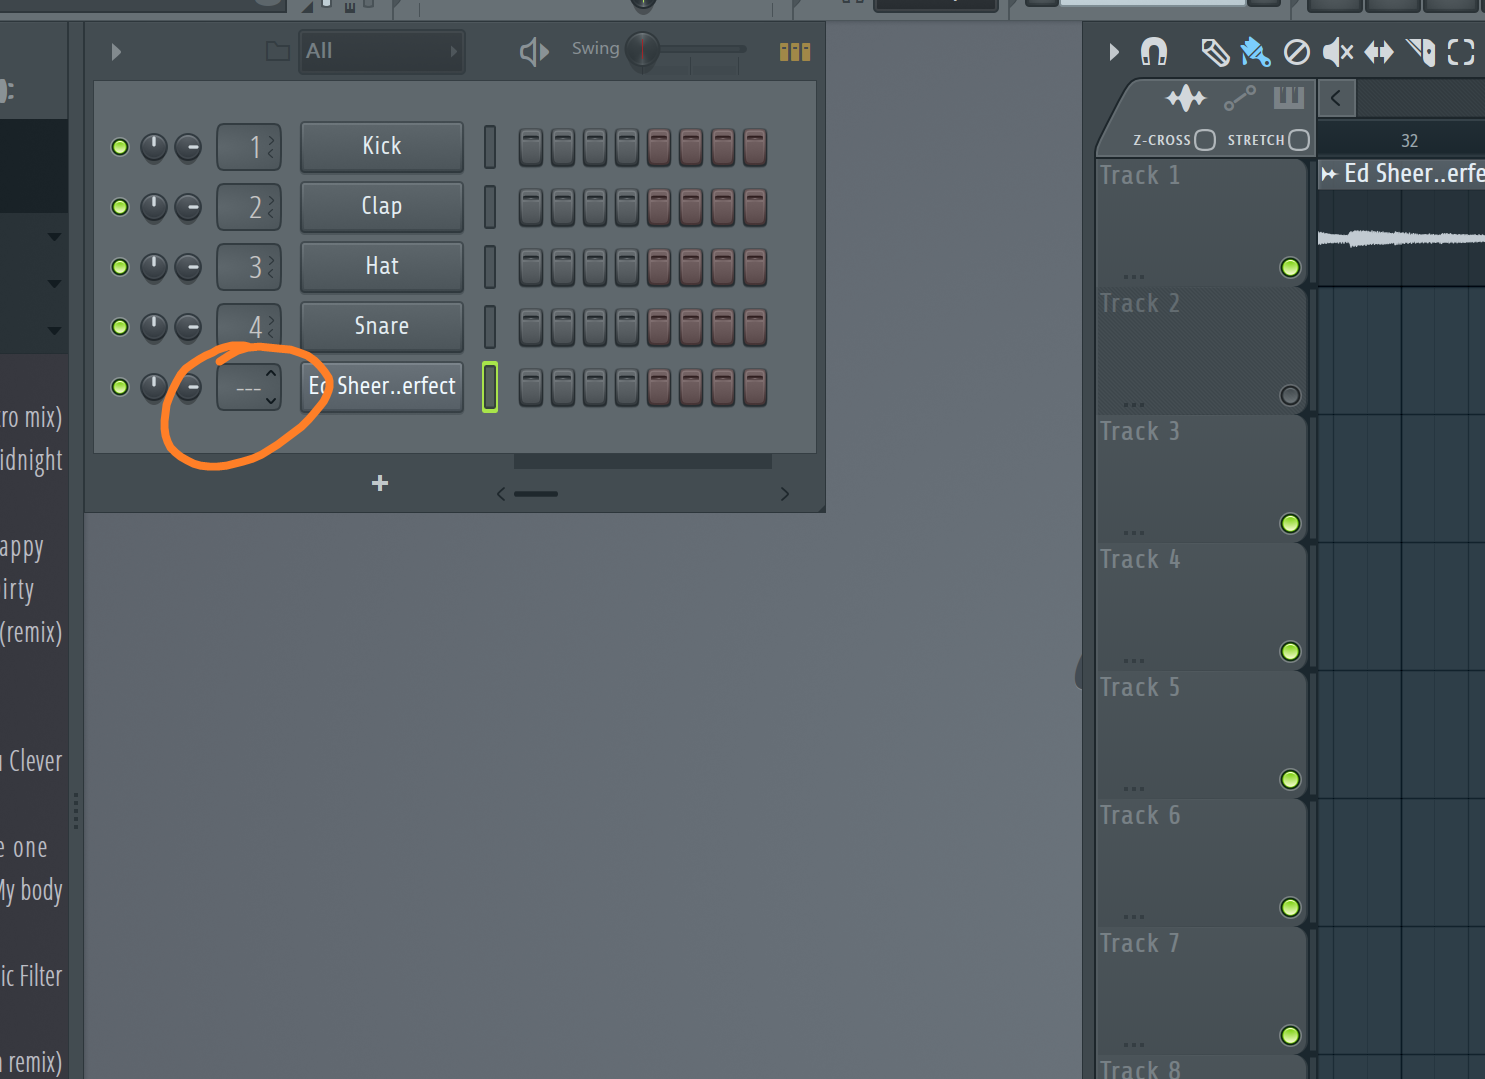 All
Swing
1 Kick
2 Clap
3 Hat
4 Snare
--- Ed Sheer..erfect
+
Z-CROSS STRETCH
32
Ed Sheer..erfe
Track 1
Track 2
Track 3
Track 4
Track 5
Track 6
Track 7
Track 8
ro mix)
idnight
appy
irty
(remix)
Clever
e one
My body
ic Filter
remix)